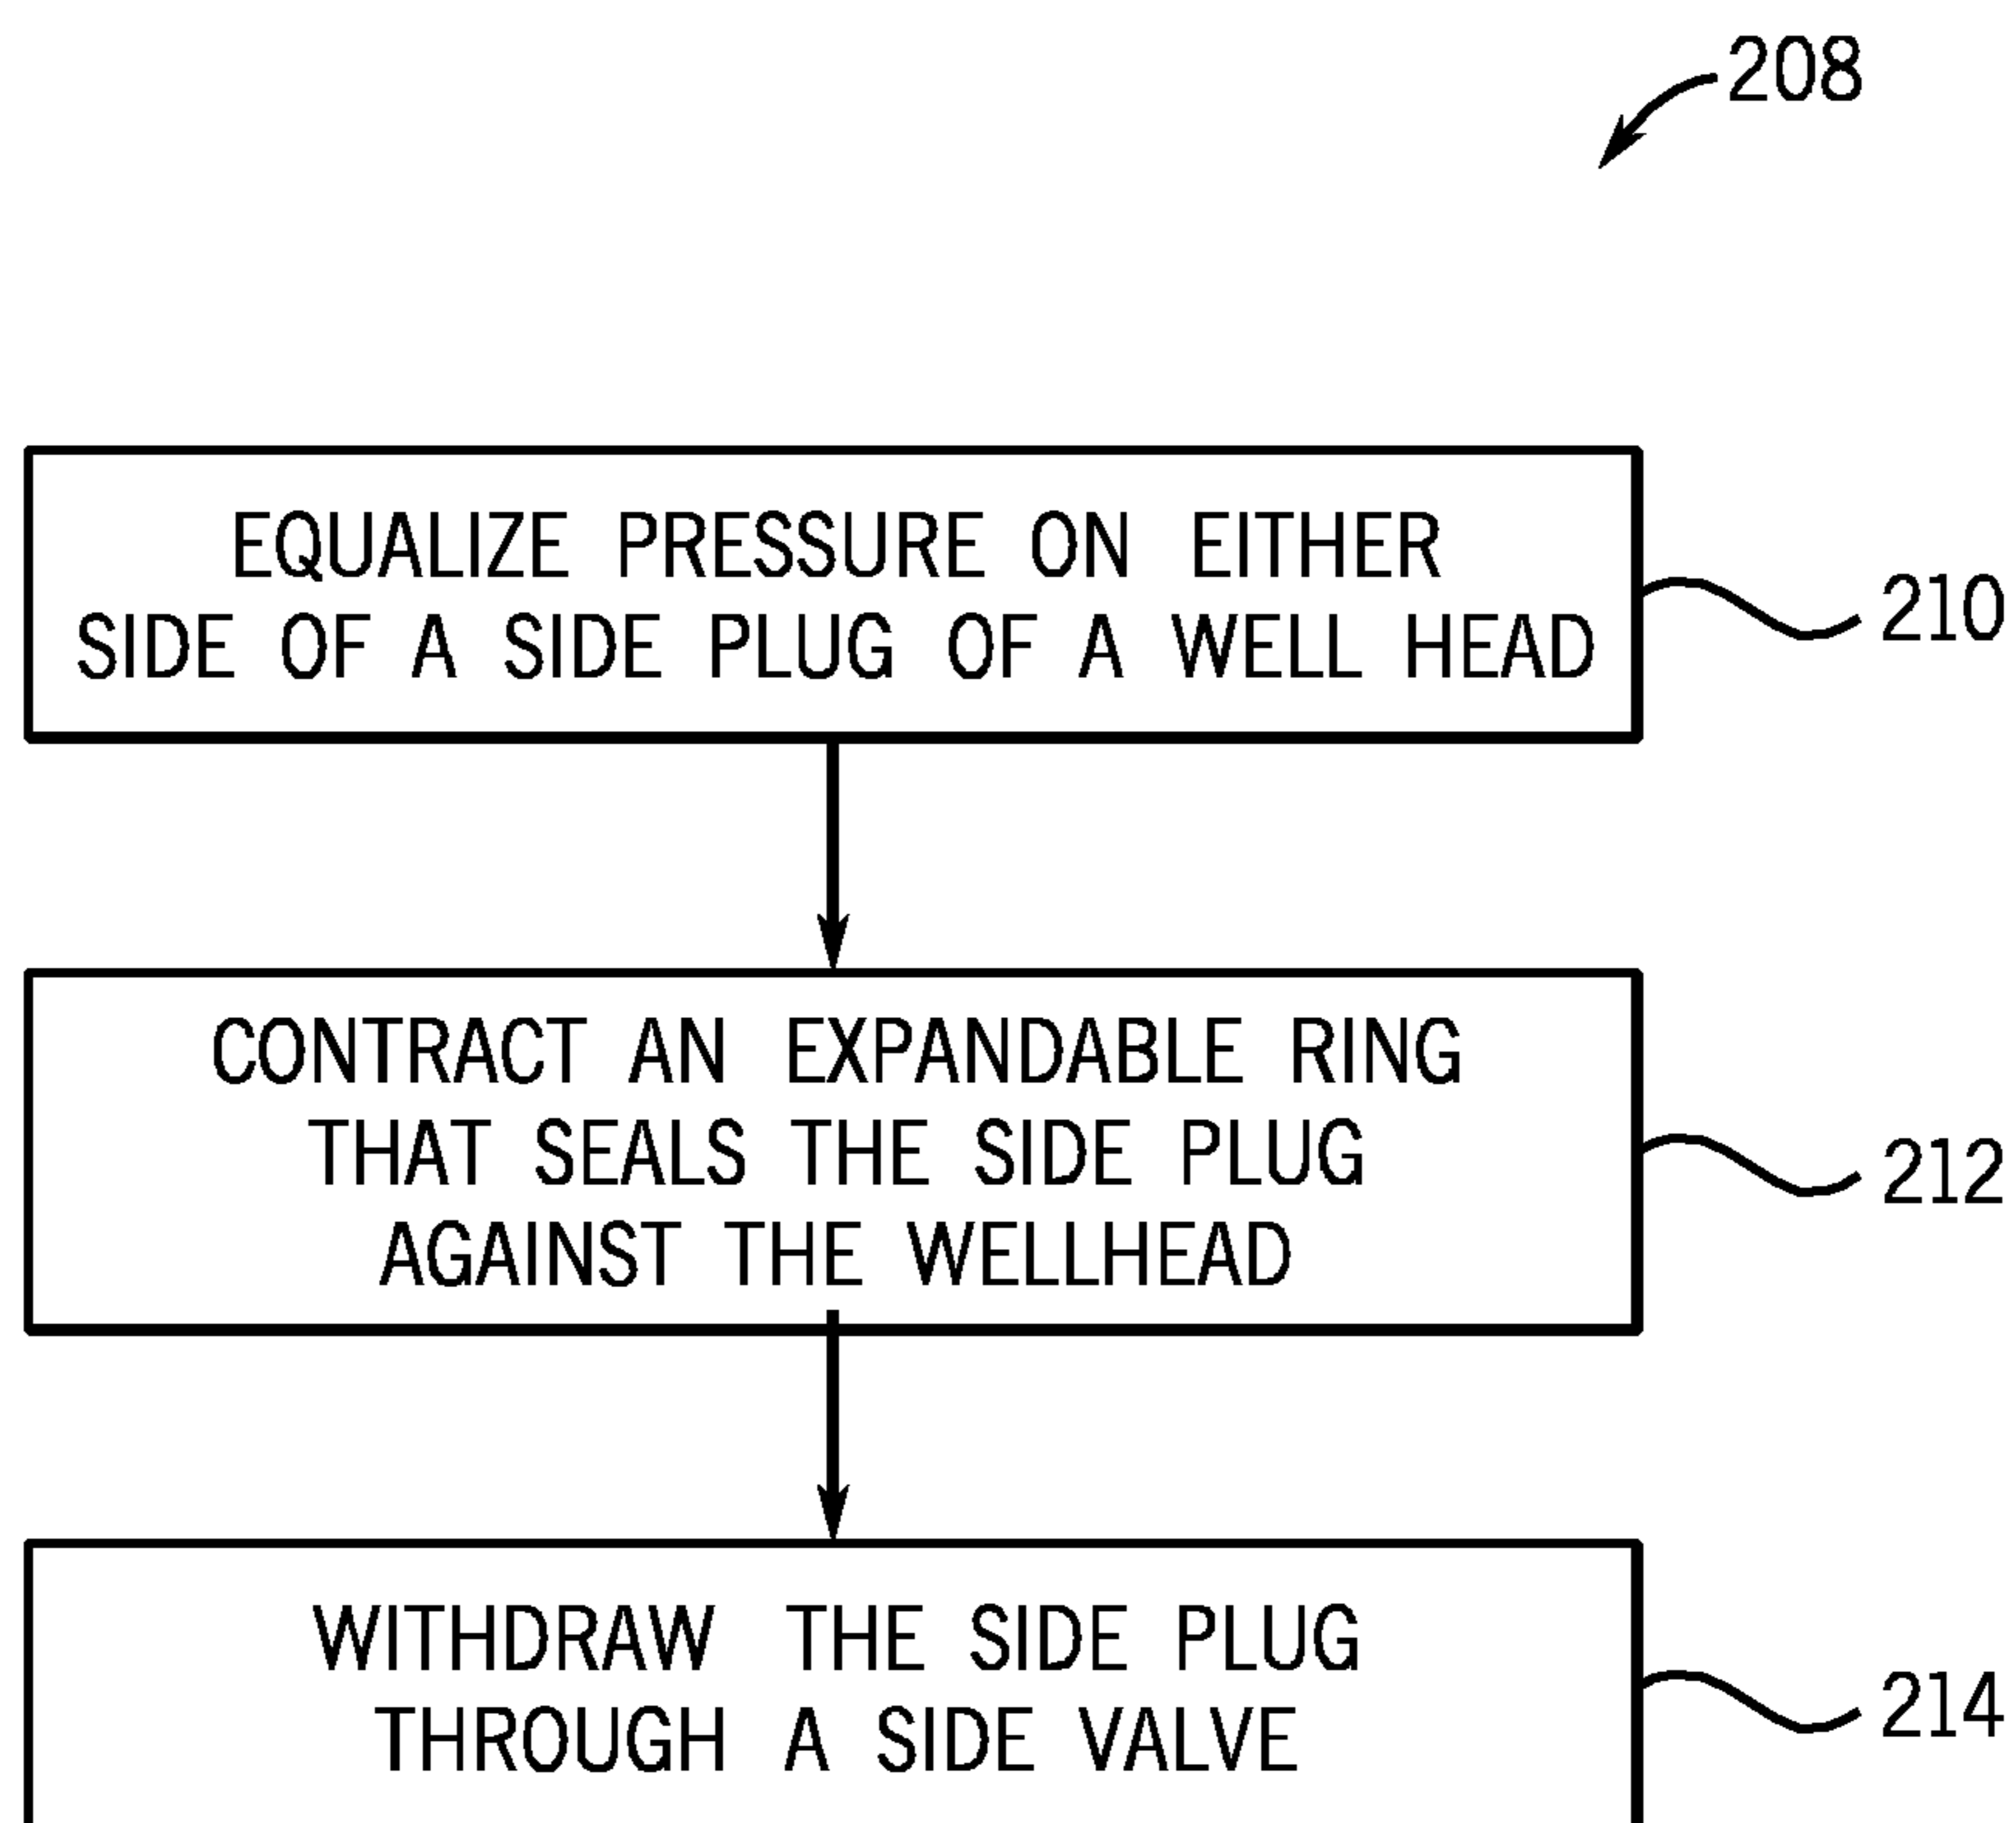 208
EQUALIZE PRESSURE ON EITHER
SIDE OF A SIDE PLUG OF A WELL HEAD
210
CONTRACT AN EXPANDABLE RING
THAT SEALS THE SIDE PLUG
AGAINST THE WELLHEAD
212
WITHDRAW THE SIDE PLUG
THROUGH A SIDE VALVE
214